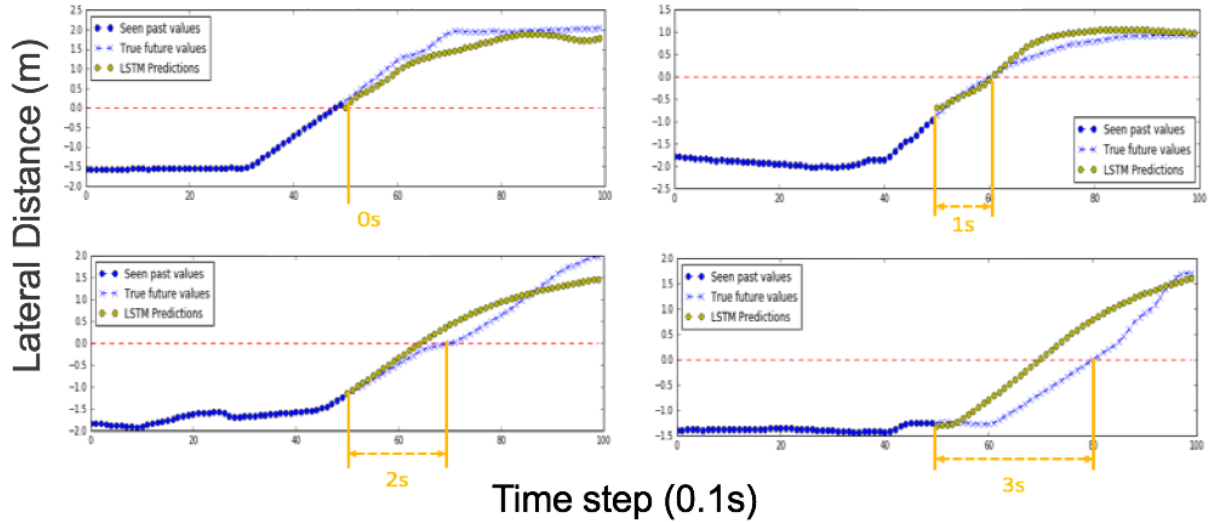 Lateral Distance (m)
2.0
1.5
1.0
0.5
0.0
−0.5
−1.0
−1.5
−2.0
Seen past values
True future values
LSTM Predictions
0 20 40 60 80 100
0s
1.5
1.0
0.5
0.0
−0.5
−1.0
−1.5
−2.0
−2.5
Seen past values
True future values
LSTM Predictions
0 20 40 60 80 100
1s
2.0
1.5
1.0
0.5
0.0
−0.5
−1.0
−1.5
−2.0
Seen past values
True future values
LSTM Predictions
0 20 40 60 80 100
2s
2.0
1.5
1.0
0.5
0.0
−0.5
−1.0
−1.5
Seen past values
True future values
LSTM Predictions
0 20 40 60 80 100
3s
Time step (0.1s)